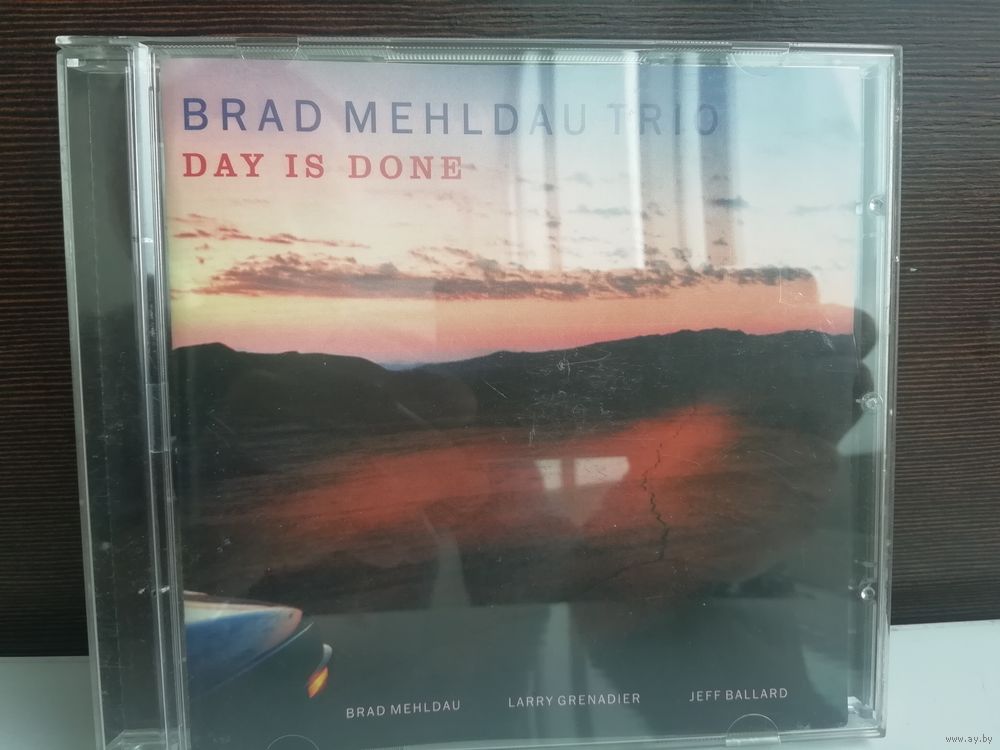 BRAD MEHLDAU TRIO
DAY IS DONE
BRAD MEHLDAU LARRY GRENADIER JEFF BALLARD
www.ay.by